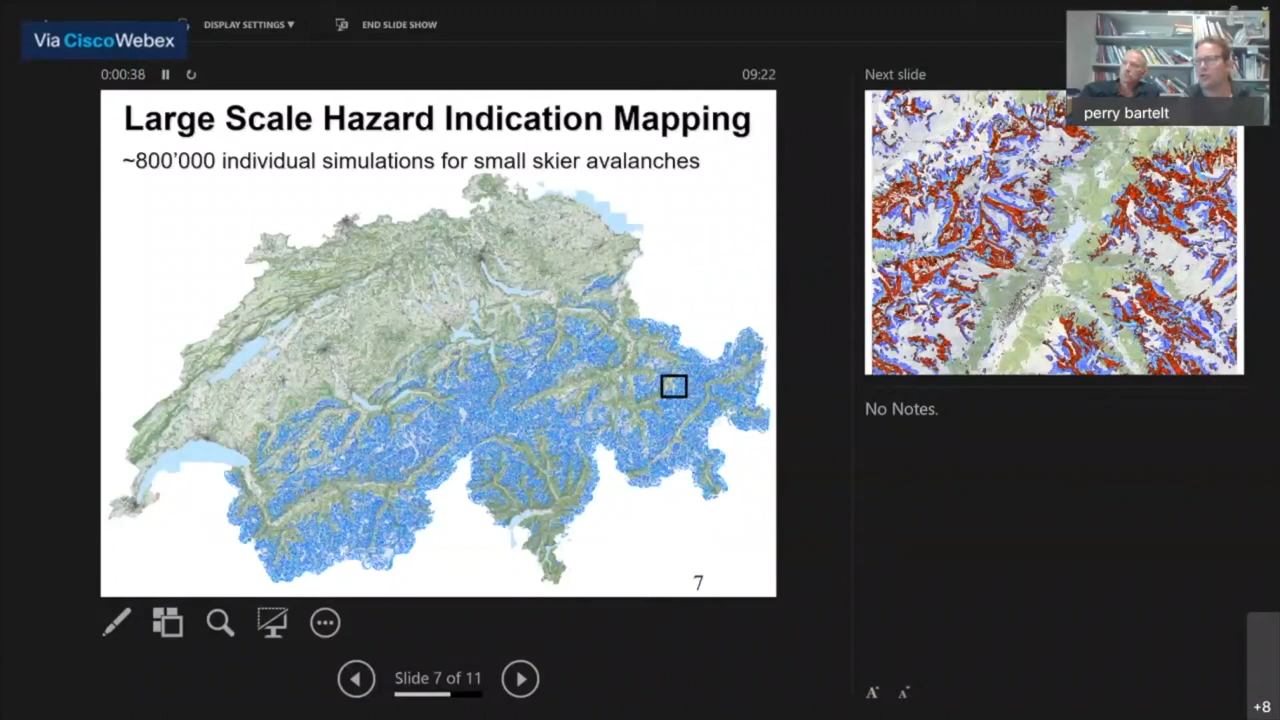 DISPLAY SETTINGS ▼
END SLIDE SHOW
Via CiscoWebex
0:00:38
09:22
Next slide
perry bartelt
Large Scale Hazard Indication Mapping
~800'000 individual simulations for small skier avalanches
No Notes.
7
Slide 7 of 11
A A
+8